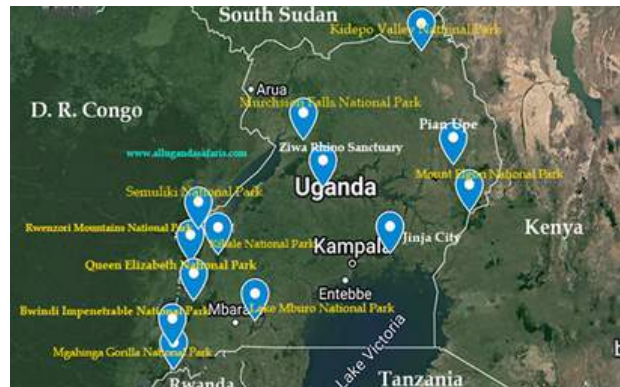 South Sudan
Kidepo Valley National Park
Arua
Murchsion Falls National Park
D. R. Congo
Pian Upe
Ziwa Rhino Sanctuary
www.allugandasafaris.com
Mount Elgon National Park
Uganda
Semuliki National Park
Rwenzori Mountains National Park
Kibale National Park
Jinja City
Kenya
Kampala
Queen Elizabeth National Park
Entebbe
Bwindi Impenetrable National Park
Mbara
Lake Mburo National Park
Mgahinga Gorilla National Park
Lake Victoria
Rwanda
Tanzania